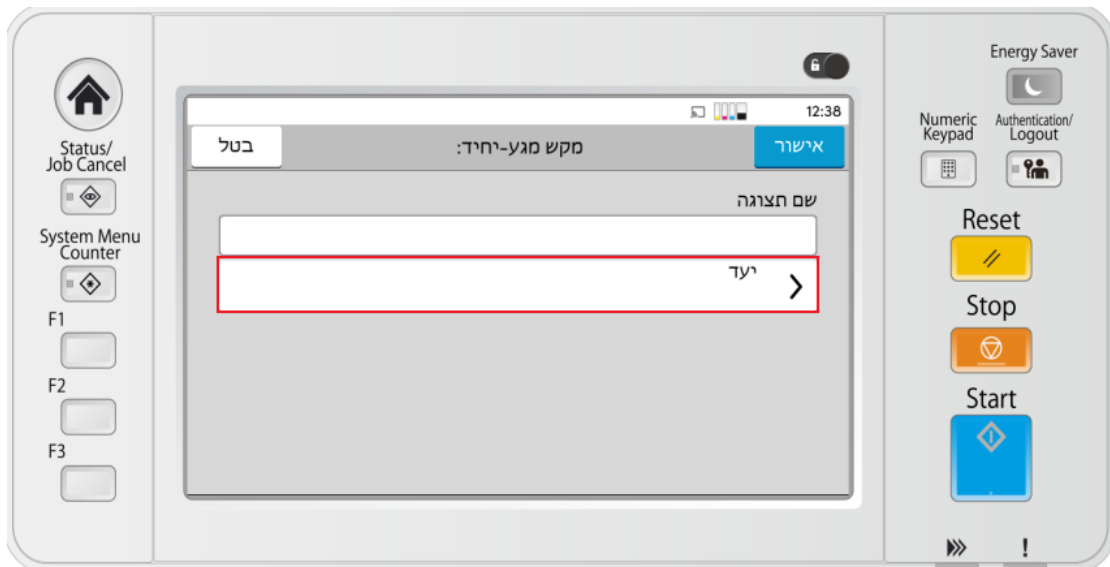 Status/
Job Cancel
System Menu
Counter
F1
F2
F3
12:38
אישור
מקש מגע-יחיד:
בטל
שם תצוגה
יעד
Energy Saver
Numeric
Keypad
Authentication/
Logout
Reset
Stop
Start
!